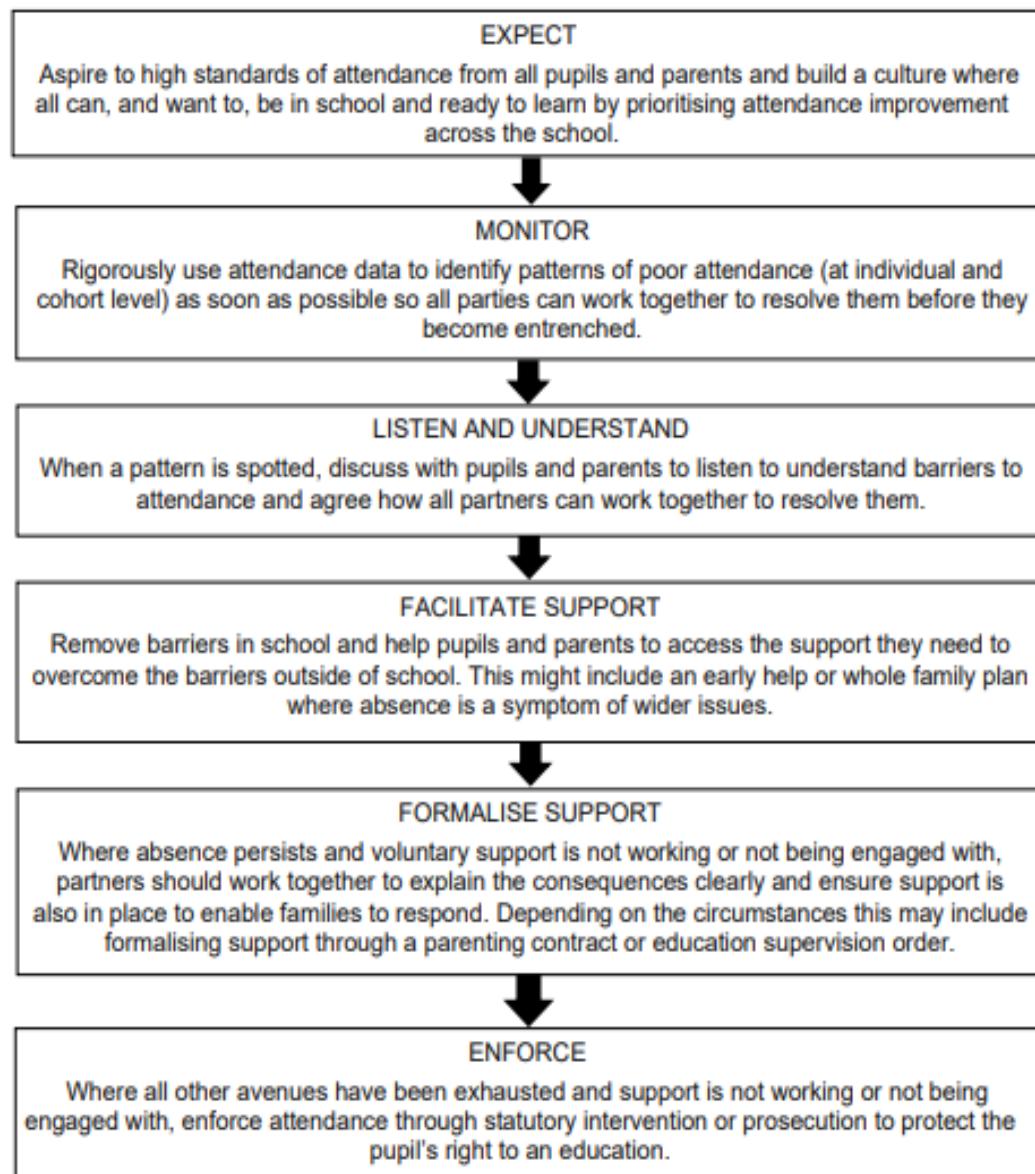 EXPECT
Aspire to high standards of attendance from all pupils and parents and build a culture where
all can, and want to, be in school and ready to learn by prioritising attendance improvement
across the school.
MONITOR
Rigorously use attendance data to identify patterns of poor attendance (at individual and
cohort level) as soon as possible so all parties can work together to resolve them before they
become entrenched.
LISTEN AND UNDERSTAND
When a pattern is spotted, discuss with pupils and parents to listen to understand barriers to
attendance and agree how all partners can work together to resolve them.
FACILITATE SUPPORT
Remove barriers in school and help pupils and parents to access the support they need to
overcome the barriers outside of school. This might include an early help or whole family plan
where absence is a symptom of wider issues.
FORMALISE SUPPORT
Where absence persists and voluntary support is not working or not being engaged with,
partners should work together to explain the consequences clearly and ensure support is
also in place to enable families to respond. Depending on the circumstances this may include
formalising support through a parenting contract or education supervision order.
ENFORCE
Where all other avenues have been exhausted and support is not working or not being
engaged with, enforce attendance through statutory intervention or prosecution to protect the
pupil's right to an education.